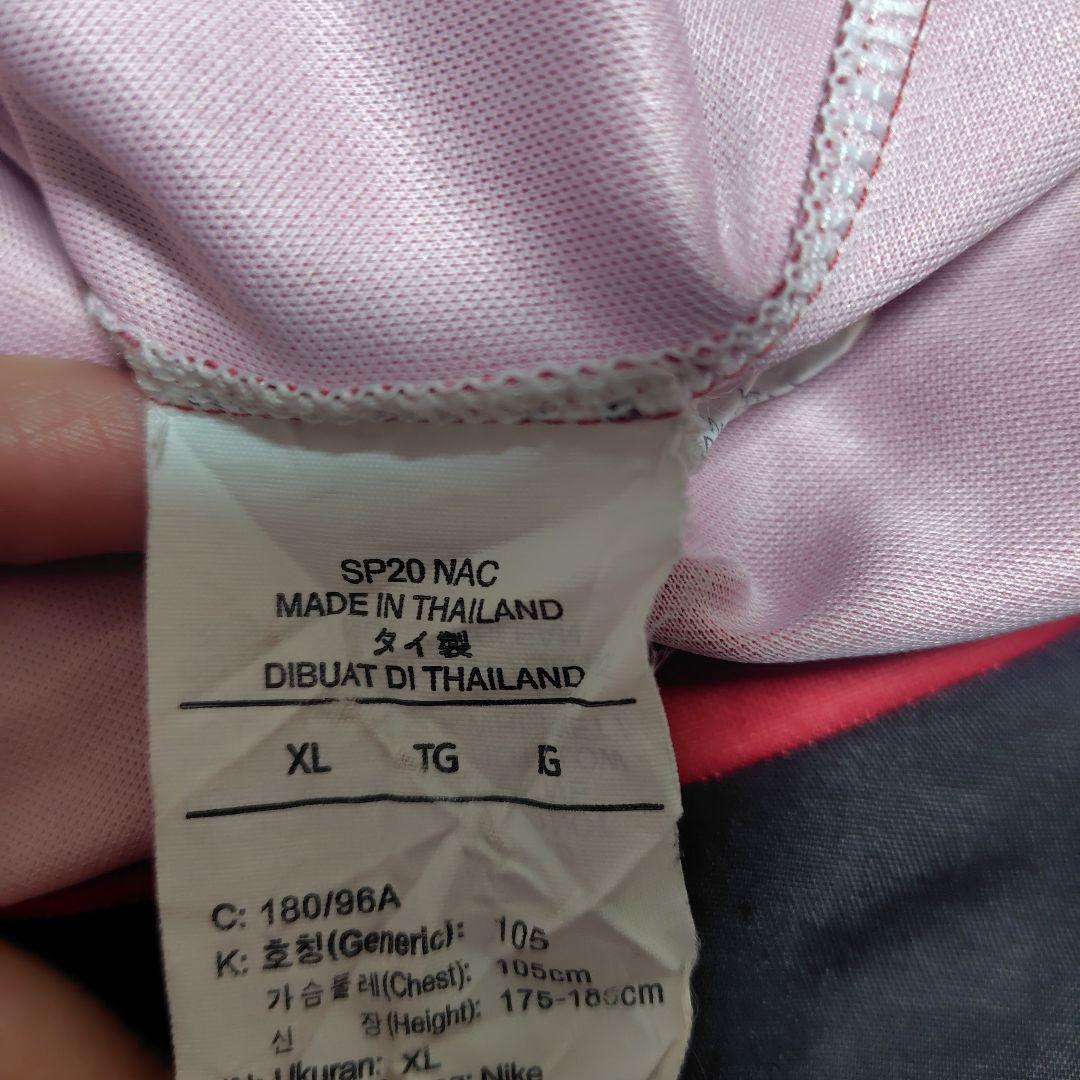 SP20 NAC
MADE IN THAILAND
タイ製
DIBUAT DI THAILAND
XL TG G
C: 180/96A
K: 호칭(Generic): 105
가슴둘레(Chest): 105cm
신 장(Height): 175-185cm
Ukuran: XL
Nike